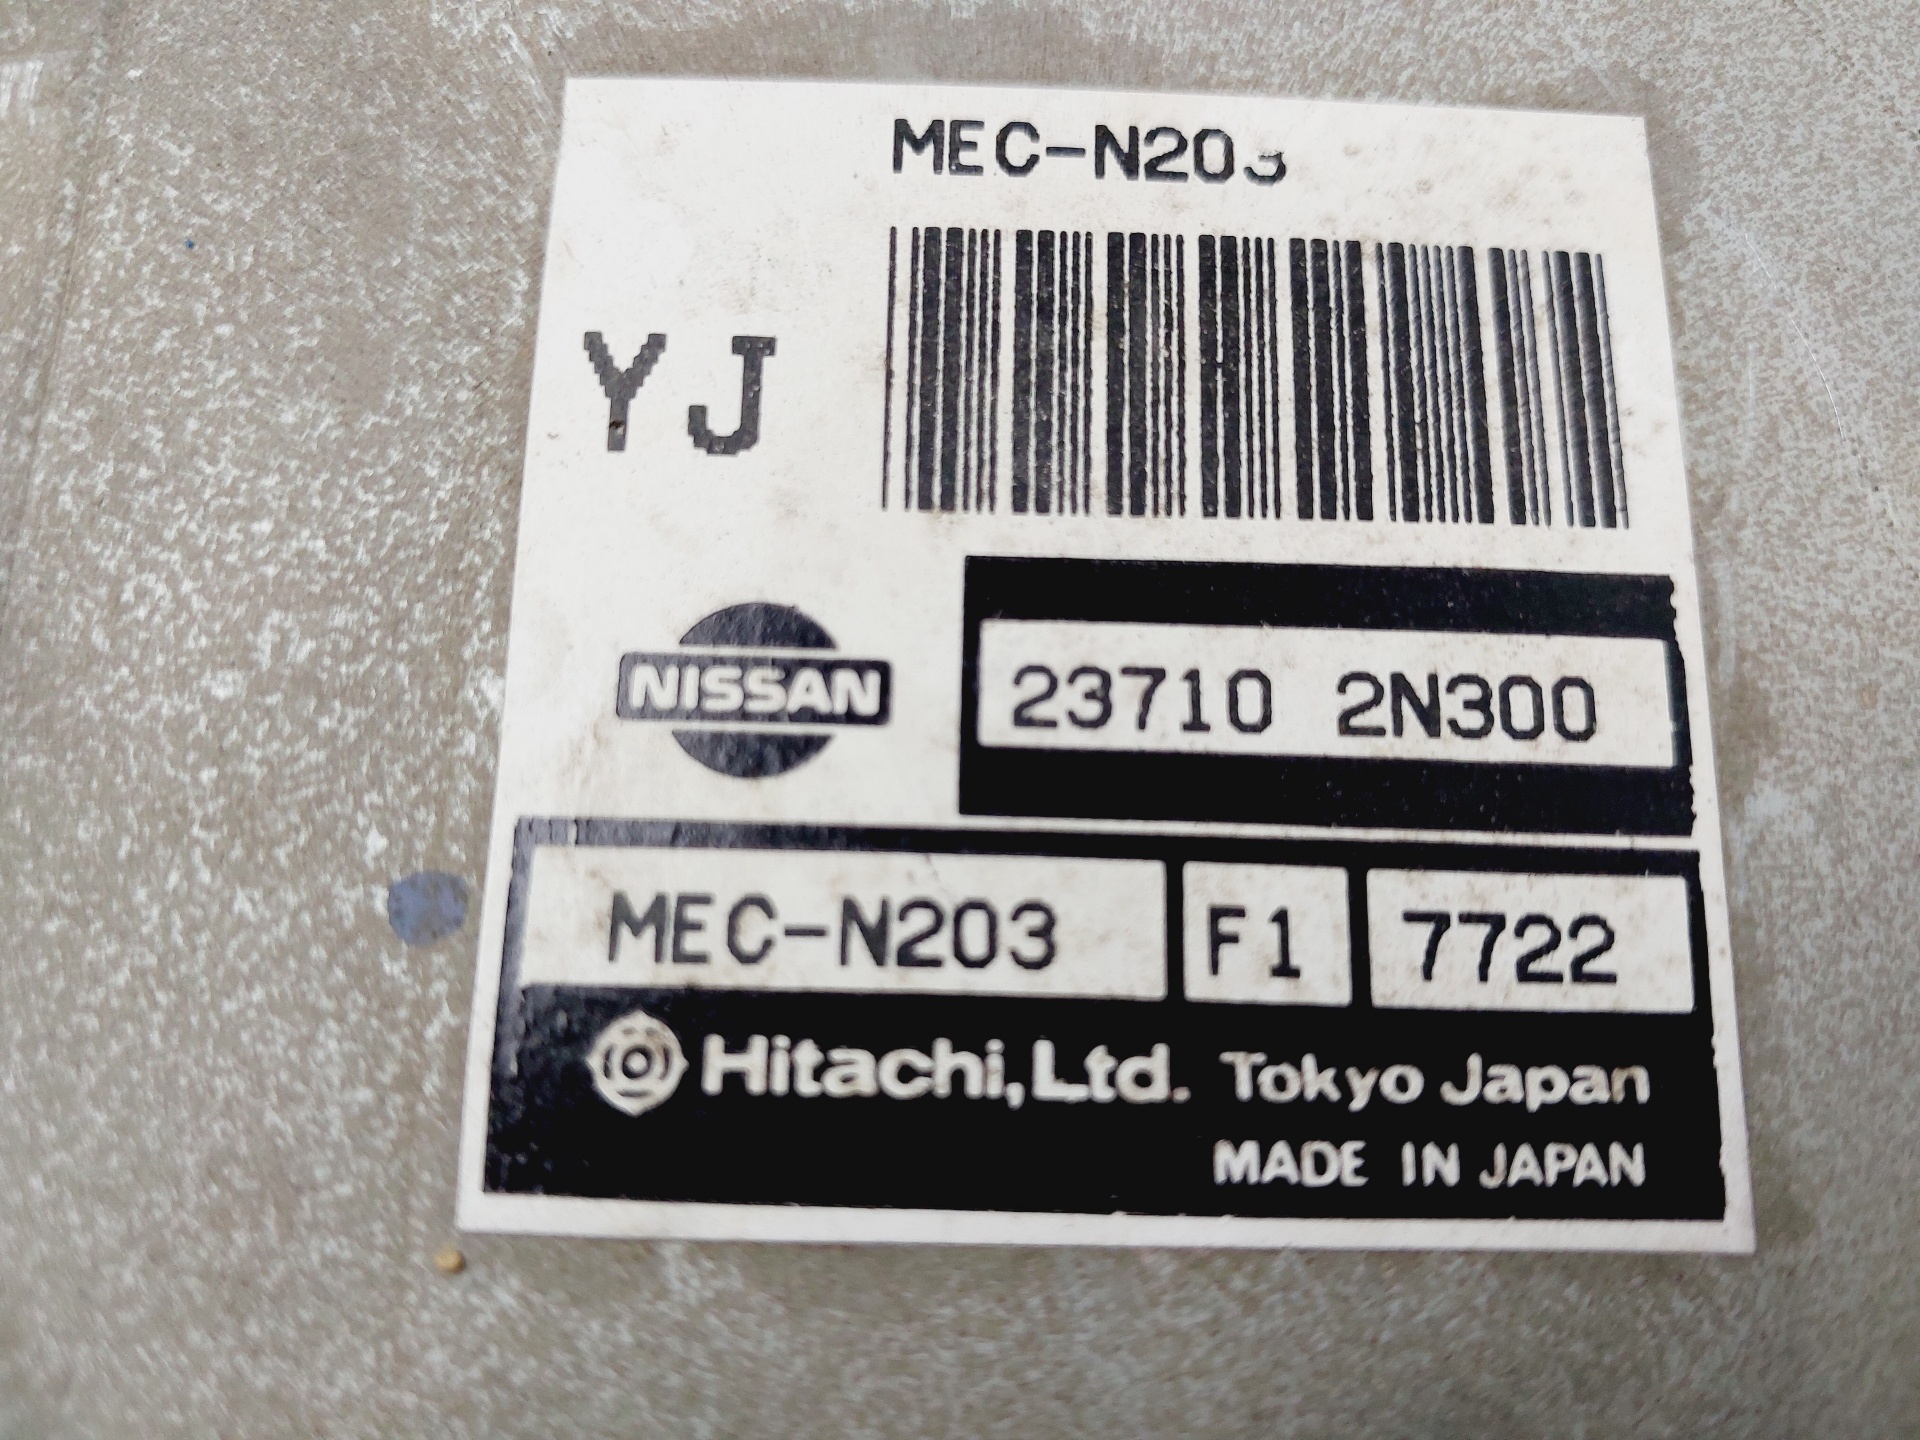 MEC-N203
YJ
NISSAN
23710 2N300
MEC-N203 F1 7722
Hitachi, Ltd. Tokyo Japan
MADE IN JAPAN